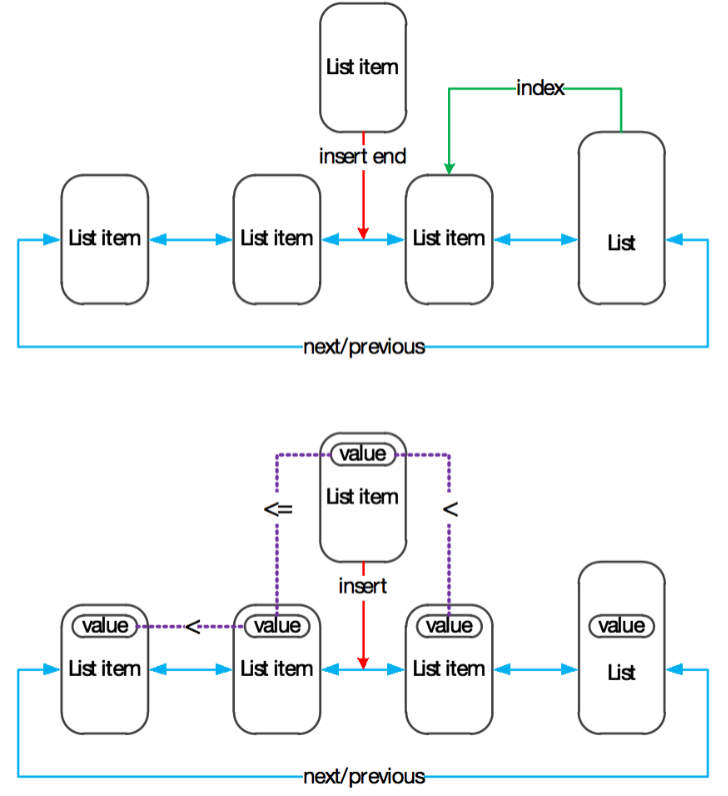 List item
index
insert end
List item
List item
List item
List
next/previous
value
List item
<=
<
insert
value
<
value
value
value
List item
List item
List item
List
next/previous